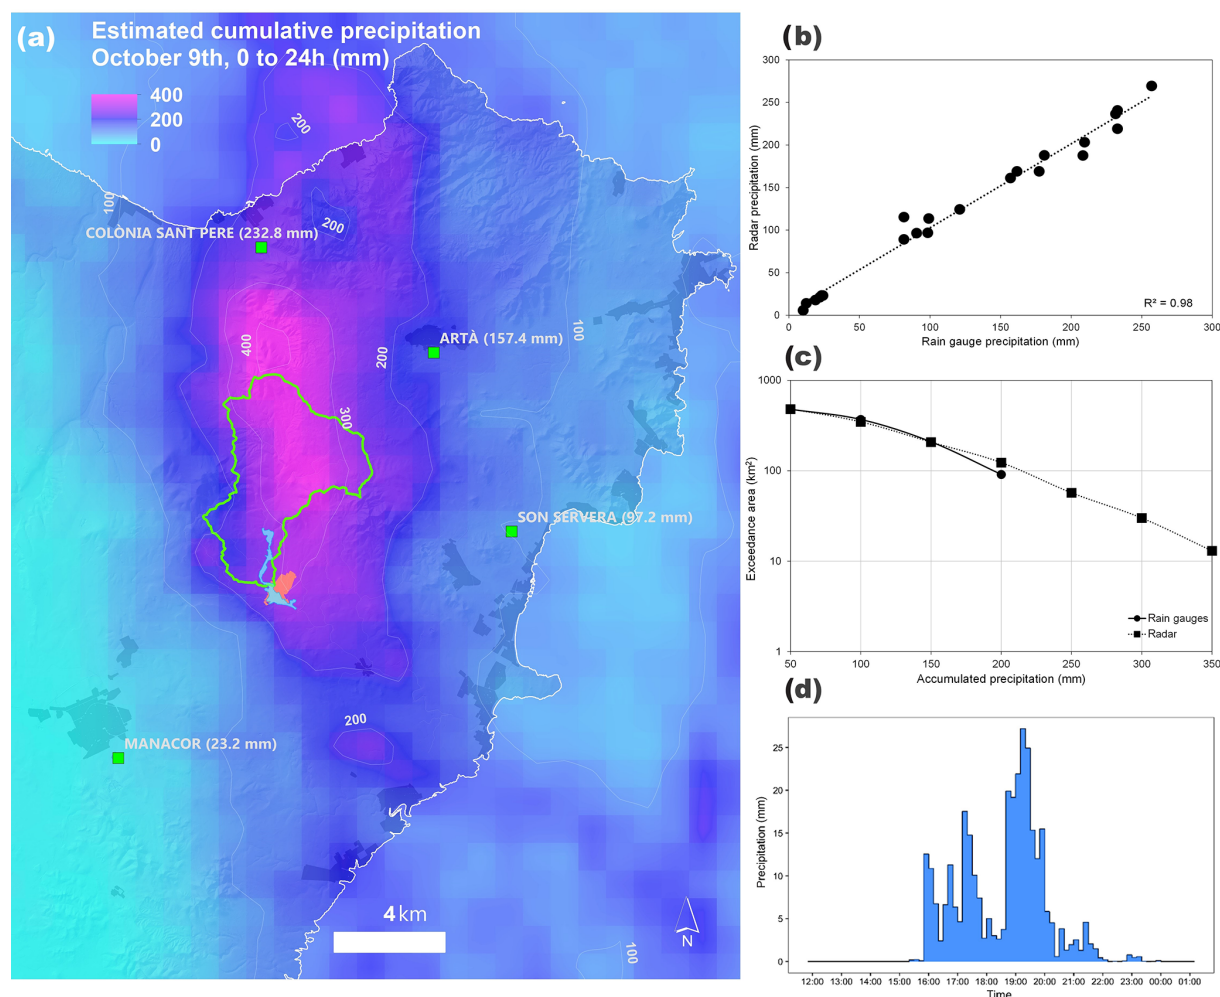 (a)
Estimated cumulative precipitation
October 9th, 0 to 24h (mm)
400
200
0
200
100
200
COLÒNIA SANT PERE (232.8 mm)
400
ARTÀ (157.4 mm)
100
200
300
SON SERVERA (97.2 mm)
200
MANACOR (23.2 mm)
4 km
N
100
(b)
300
250
200
150
100
50
0
Radar precipitation (mm)
R² = 0.98
0 50 100 150 200 250 300
Rain gauge precipitation (mm)
(c)
1000
100
10
1
Exceedance area (km²)
Rain gauges
Radar
50 100 150 200 250 300 350
Accumulated precipitation (mm)
(d)
25
20
15
10
5
0
Precipitation (mm)
12:00 13:00 14:00 15:00 16:00 17:00 18:00 19:00 20:00 21:00 22:00 23:00 00:00 01:00
Time